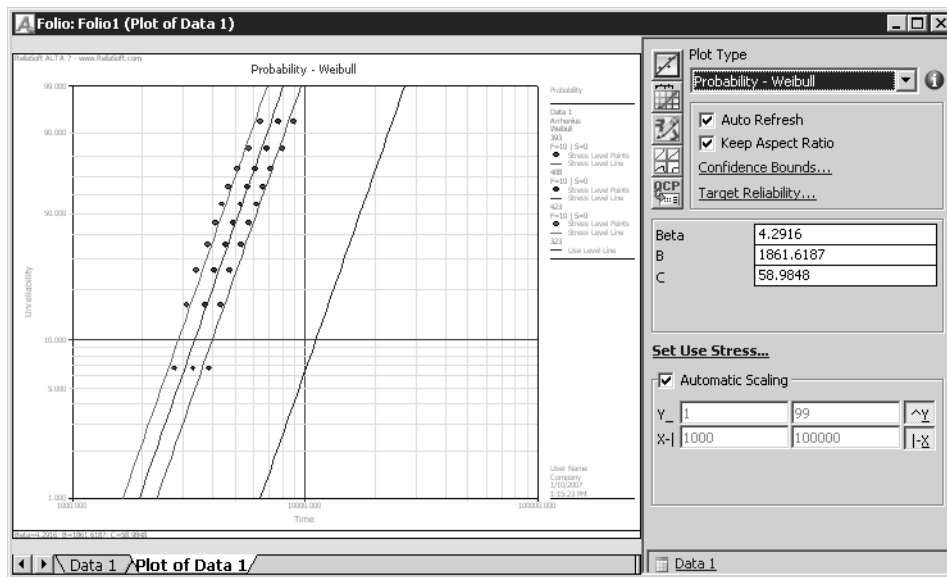 Folio: Folio1 (Plot of Data 1)
ReliaSoft ALTA 7 - www.ReliaSoft.com
Probability - Weibull
99.000
90.000
50.000
10.000
5.000
1.000
Unreliability
1000.000
10000.000
100000.000
Time
Probability
Data 1
Arrhenius
Weibull
393
F=10 | S=0
Stress Level Points
Stress Level Line
408
F=10 | S=0
Stress Level Points
Stress Level Line
423
F=10 | S=0
Stress Level Points
Stress Level Line
323
Use Level Line
User Name
Company
1/10/2007
1:15:23 PM
Beta=4.2916; B=1861.6187; C=58.9848
Data 1
Plot of Data 1
Plot Type
Probability - Weibull
Auto Refresh
Keep Aspect Ratio
Confidence Bounds...
QCP
Target Reliability...
Beta 4.2916
B 1861.6187
C 58.9848
Set Use Stress...
Automatic Scaling
Y_ 1 99 ^Y
X-| 1000 100000 |-X
Data 1